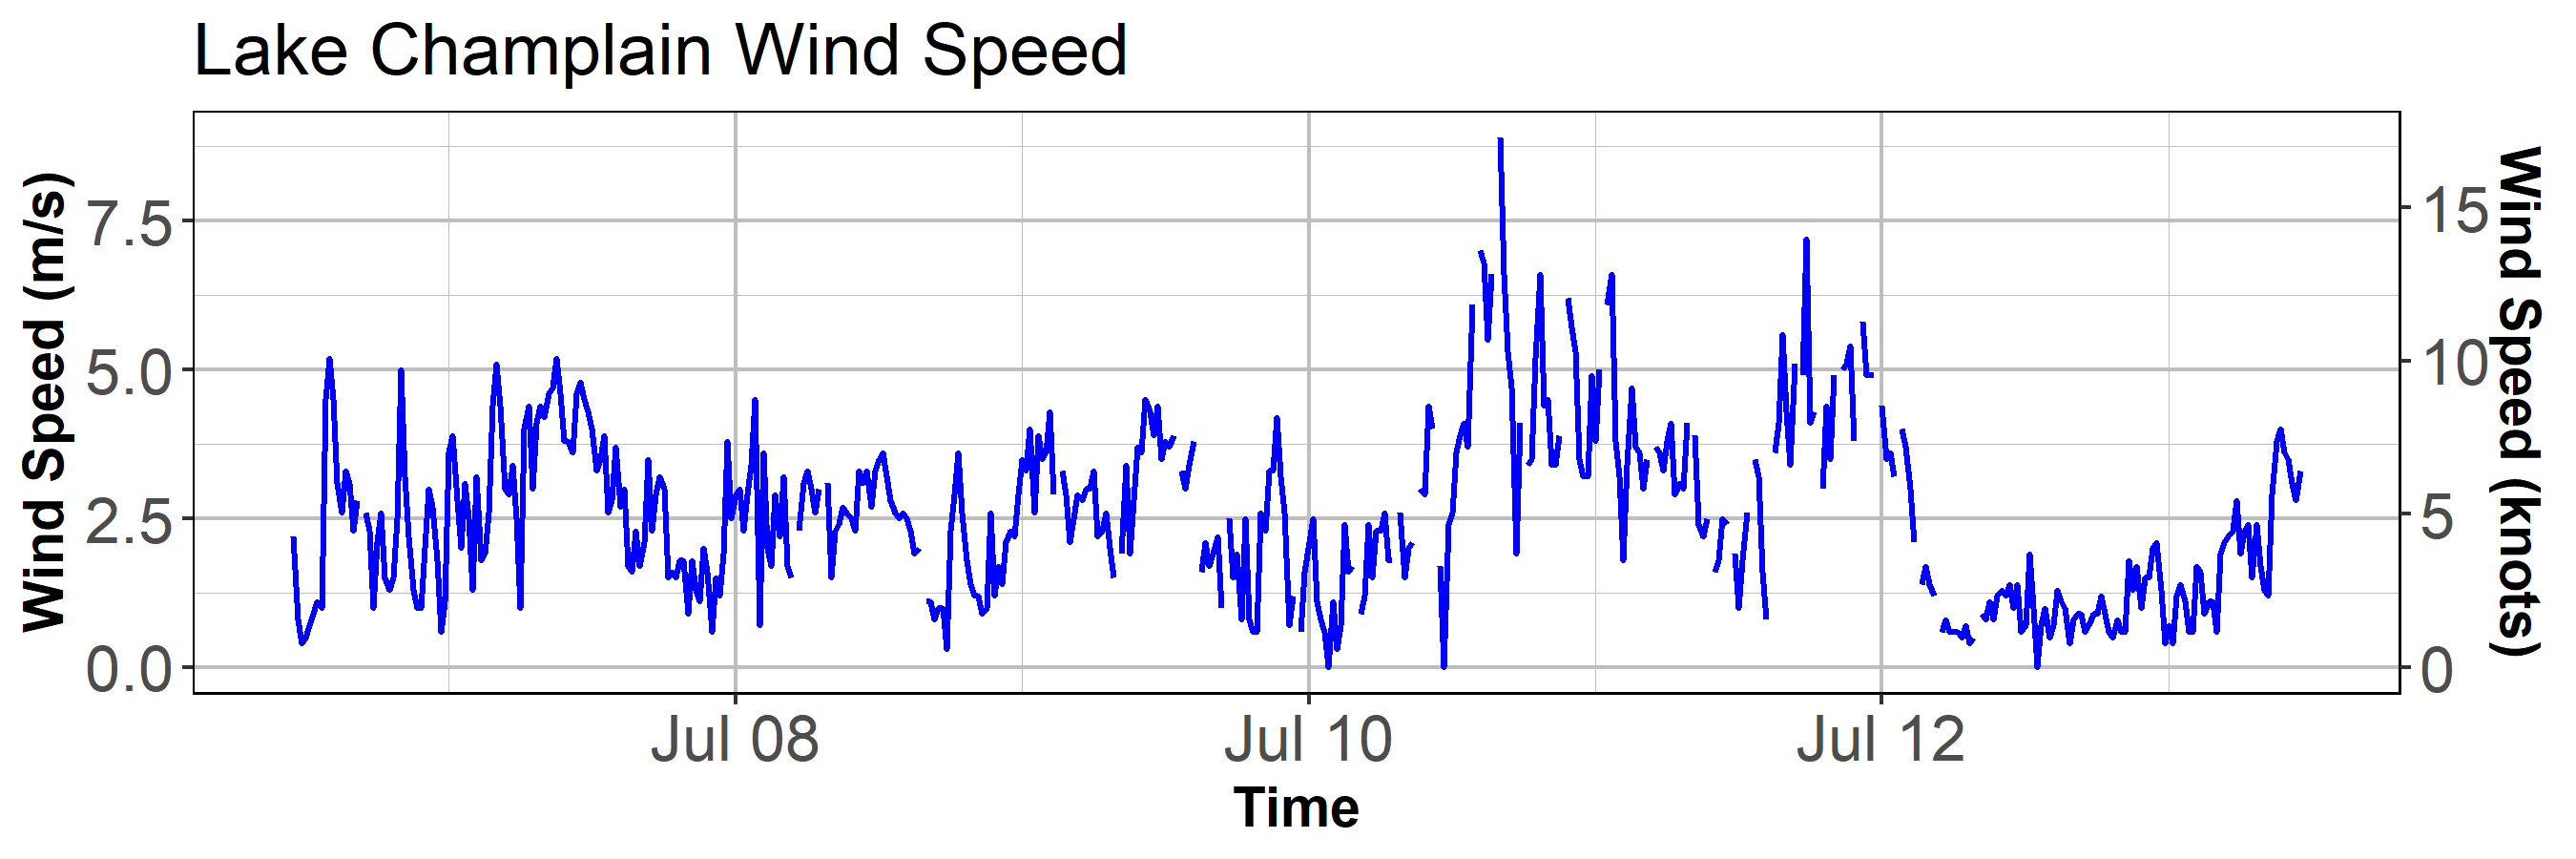 Lake Champlain Wind Speed
Wind Speed (m/s)
7.5
5.0
2.5
0.0
15
10
5
0
Wind Speed (knots)
Jul 08
Jul 10
Jul 12
Time